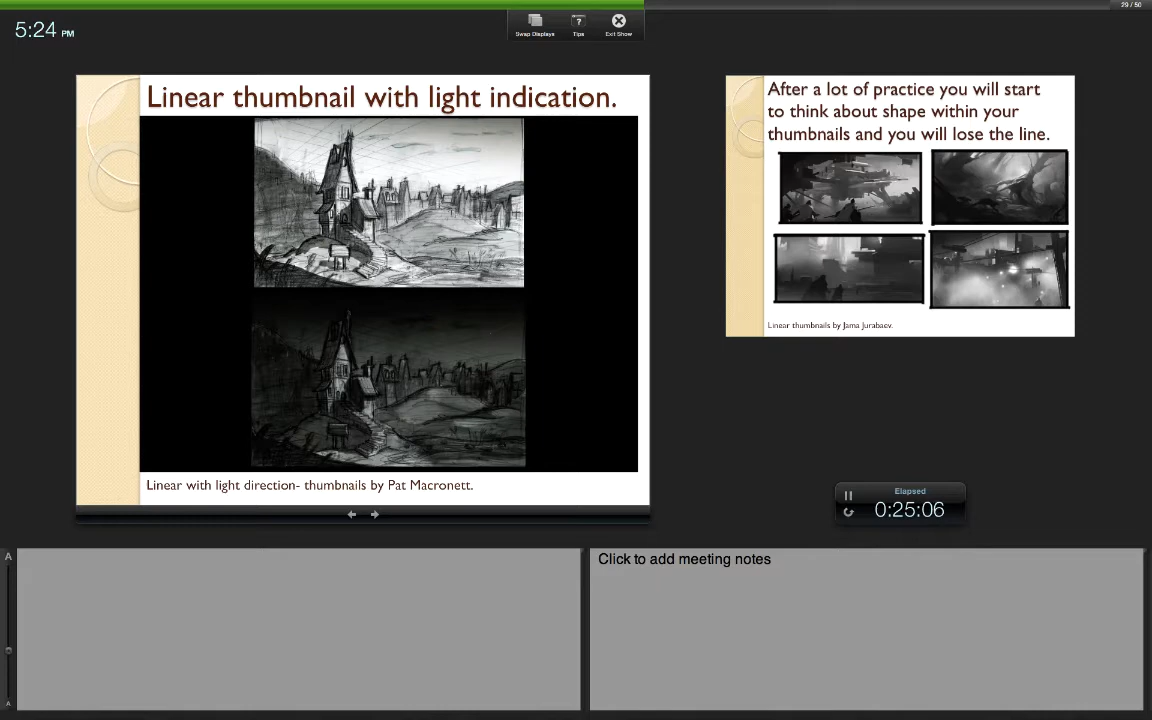 29 / 50
5:24 PM
Swap Displays
Tips
Exit Show
Linear thumbnail with light indication.
Linear with light direction- thumbnails by Pat Macronett.
After a lot of practice you will start
to think about shape within your
thumbnails and you will lose the line.
Linear thumbnails by Jama Jurabaev.
Elapsed
0:25:06
A
A
Click to add meeting notes